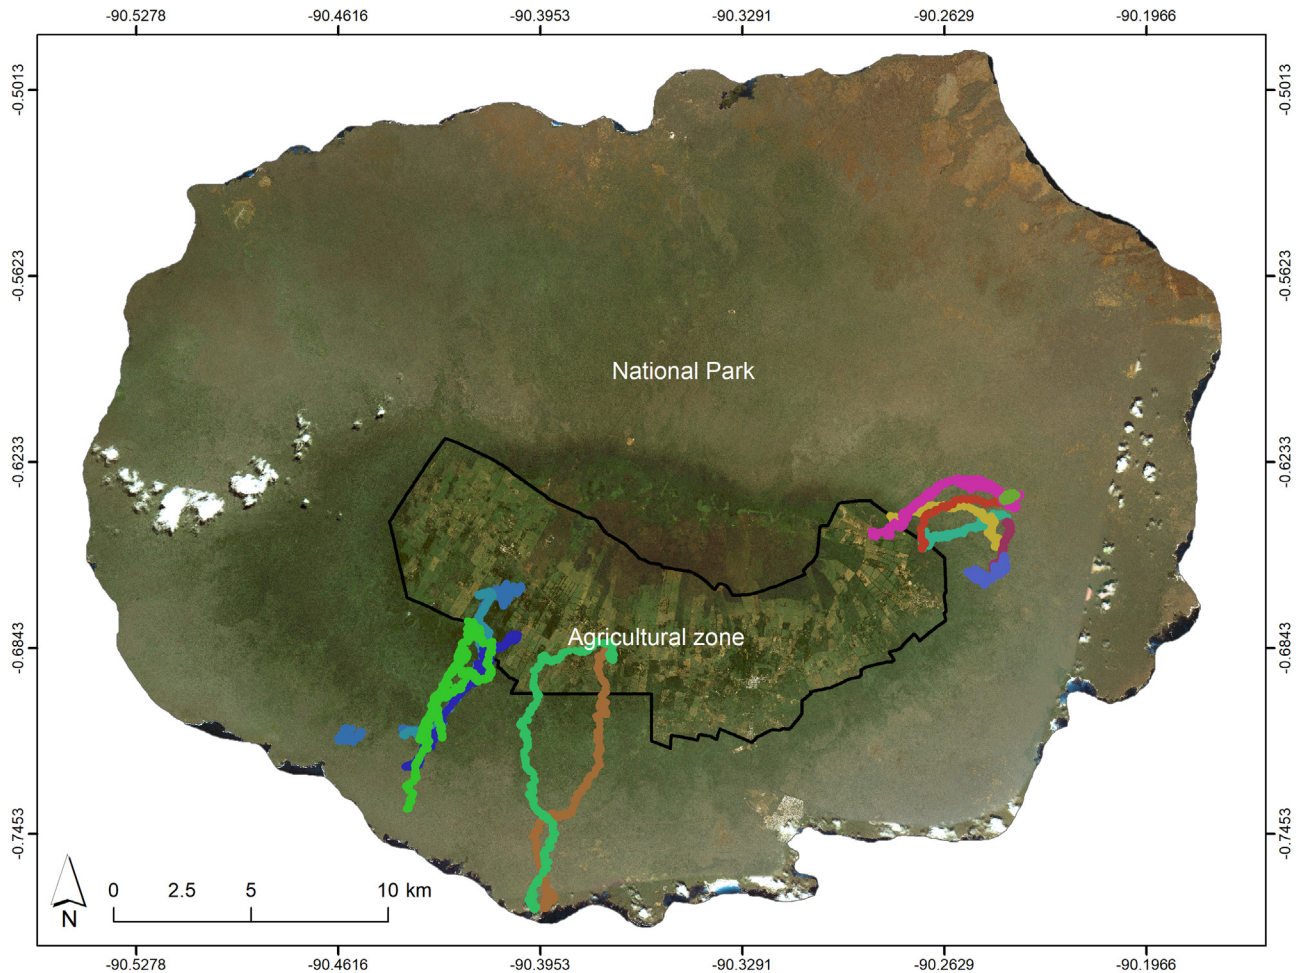 -90.5278 -90.4616 -90.3953 -90.3291 -90.2629 -90.1966
-0.5013 -0.5013
-0.5623 -0.5623
National Park
-0.6233 -0.6233
Agricultural zone
-0.6843 -0.6843
-0.7453 -0.7453
0 2.5 5 10 km
N
-90.5278 -90.4616 -90.3953 -90.3291 -90.2629 -90.1966